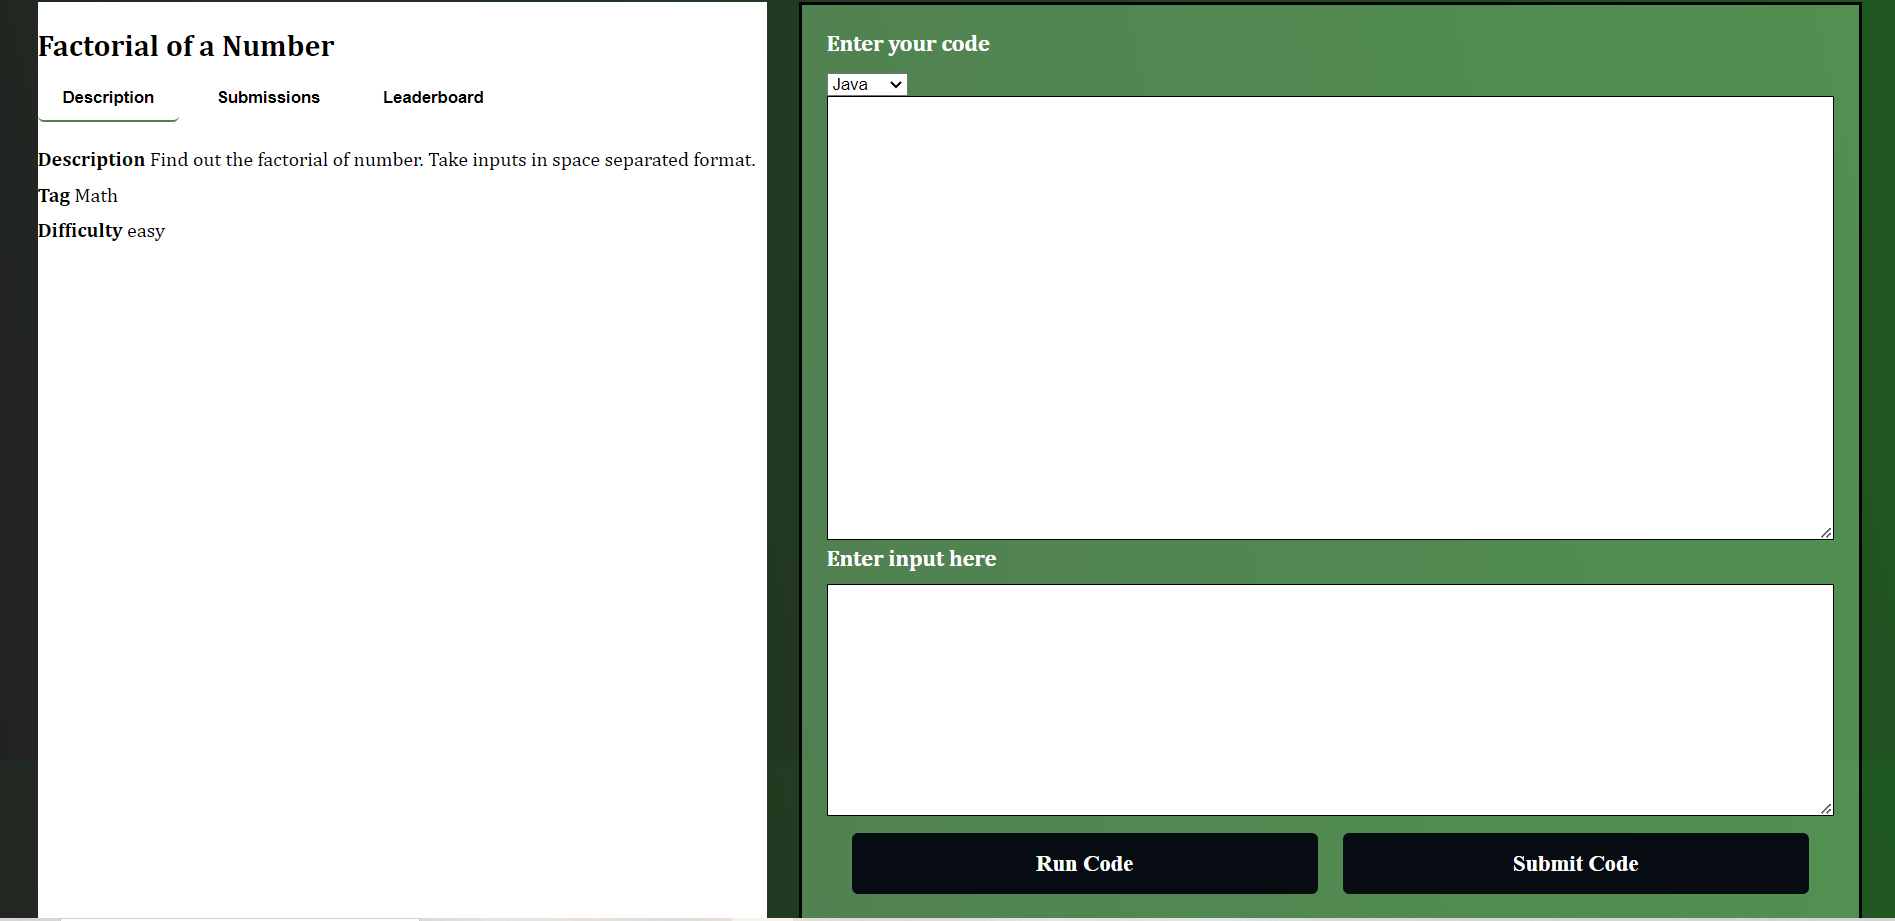 Factorial of a Number
Description Submissions Leaderboard
Description Find out the factorial of number. Take inputs in space separated format.
Tag Math
Difficulty easy
Enter your code
Java
Enter input here
Run Code Submit Code